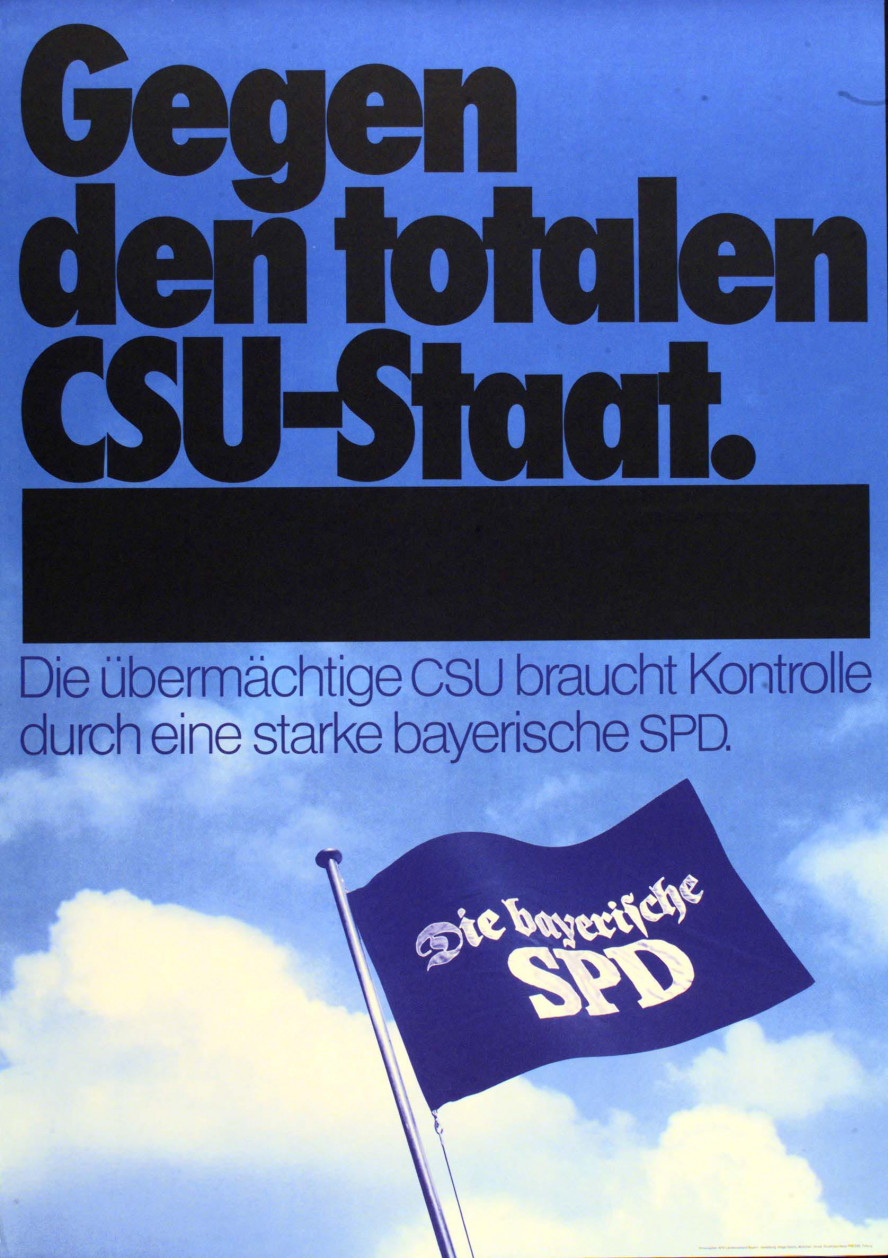 Gegen
den totalen
CSU-Staat.
Die übermächtige CSU braucht Kontrolle
durch eine starke bayerische SPD.
Die bayerische
SPD